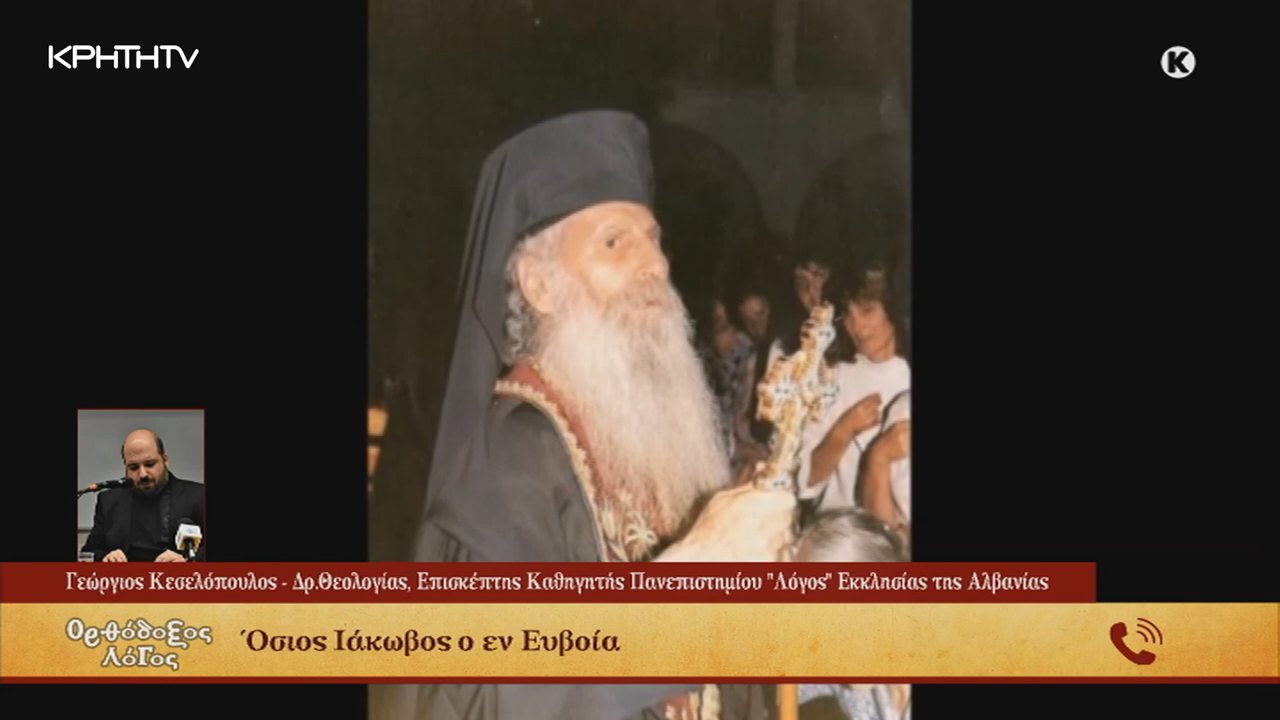 ΚΡΗΤΗTV
K
Γεώργιος Κεσελόπουλος - Δρ.Θεολογίας, Επισκέπτης Καθηγητής Πανεπιστημίου "Λόγος" Εκκλησίας της Αλβανίας
Ορθόδοξος
Λόγος
Όσιος Ιάκωβος ο εν Ευβοία